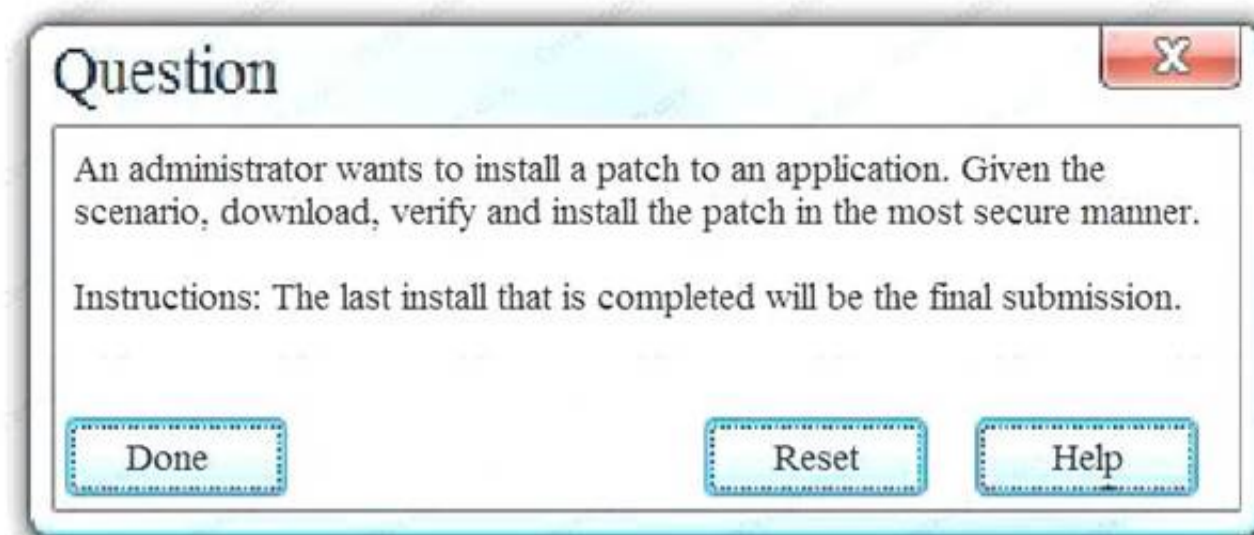 Question
X
An administrator wants to install a patch to an application. Given the
scenario, download, verify and install the patch in the most secure manner.
Instructions: The last install that is completed will be the final submission.
Done
Reset
Help